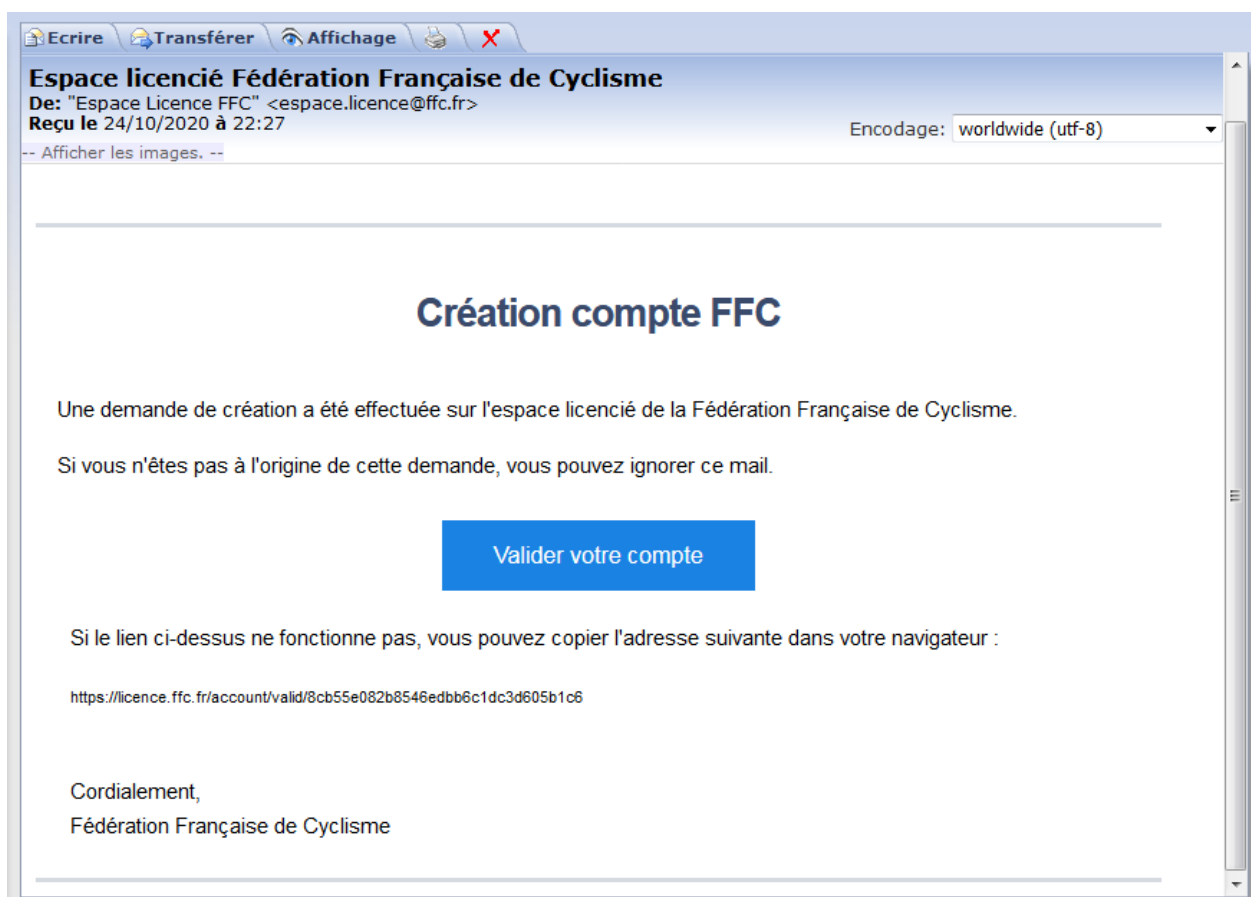 Ecrire Transférer Affichage
Espace licencié Fédération Française de Cyclisme
De: "Espace Licence FFC" <espace.licence@ffc.fr>
Reçu le 24/10/2020 à 22:27
Encodage: worldwide (utf-8)
-- Afficher les images. --
Création compte FFC
Une demande de création a été effectuée sur l'espace licencié de la Fédération Française de Cyclisme.
Si vous n'êtes pas à l'origine de cette demande, vous pouvez ignorer ce mail.
Valider votre compte
Si le lien ci-dessus ne fonctionne pas, vous pouvez copier l'adresse suivante dans votre navigateur :
https://licence.ffc.fr/account/valid/8cb55e082b8546edbb6c1dc3d605b1c6
Cordialement,
Fédération Française de Cyclisme